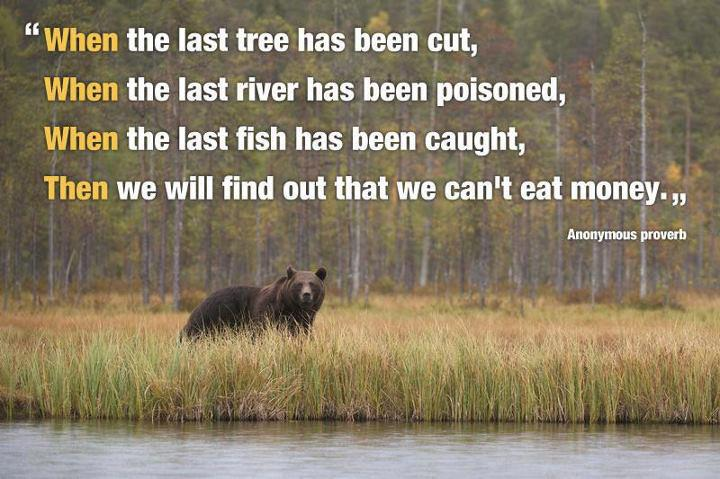 “When the last tree has been cut,
When the last river has been poisoned,
When the last fish has been caught,
Then we will find out that we can't eat money.„
Anonymous proverb